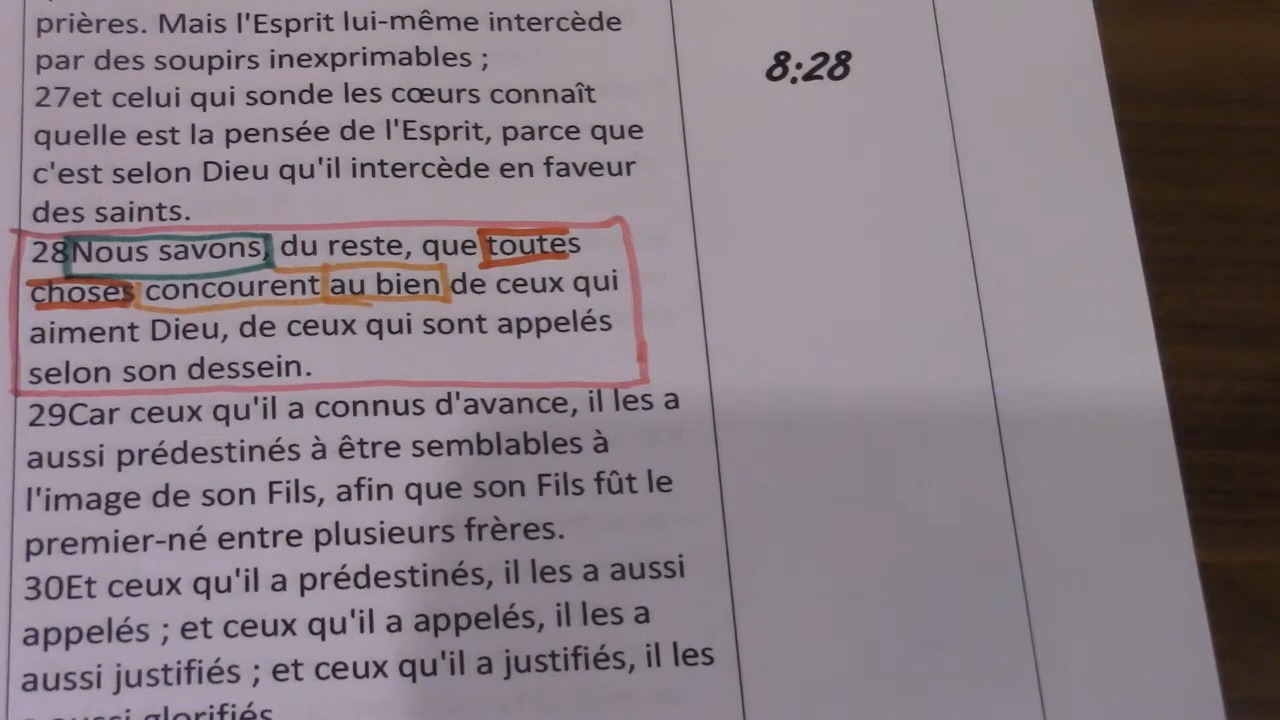 prières. Mais l'Esprit lui-même intercède
par des soupirs inexprimables ;
27et celui qui sonde les cœurs connaît
quelle est la pensée de l'Esprit, parce que
c'est selon Dieu qu'il intercède en faveur
des saints.
28Nous savons, du reste, que toutes
choses concourent au bien de ceux qui
aiment Dieu, de ceux qui sont appelés
selon son dessein.
29Car ceux qu'il a connus d'avance, il les a
aussi prédestinés à être semblables à
l'image de son Fils, afin que son Fils fût le
premier-né entre plusieurs frères.
30Et ceux qu'il a prédestinés, il les a aussi
appelés ; et ceux qu'il a appelés, il les a
aussi justifiés ; et ceux qu'il a justifiés, il les
a aussi glorifiés.
8:28